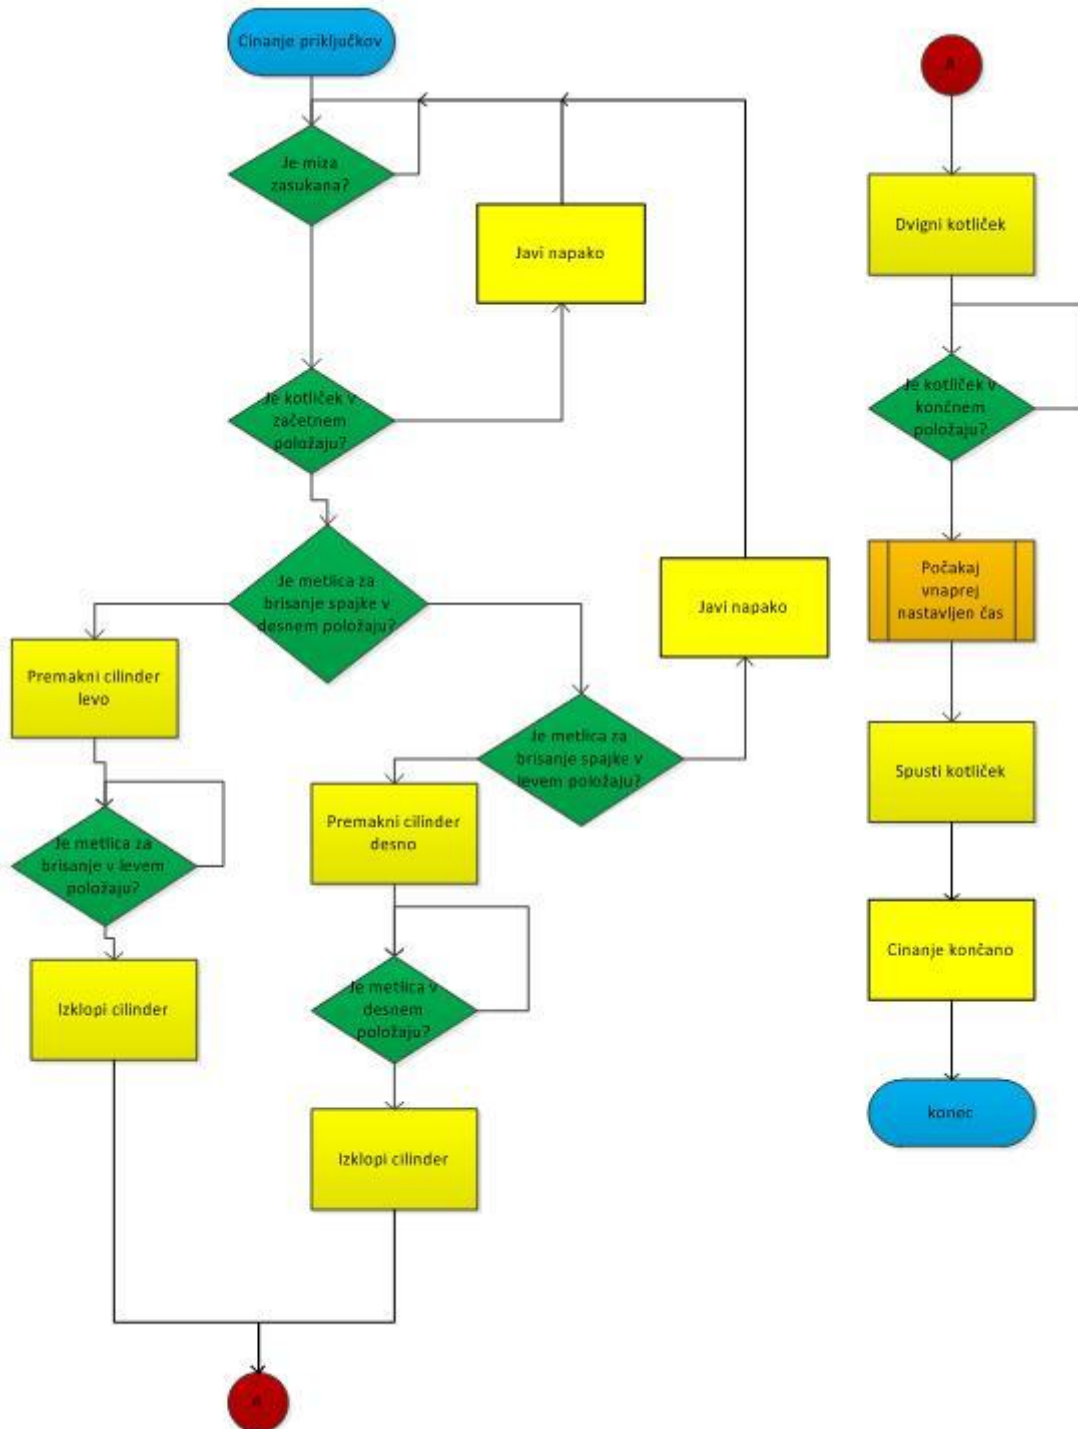 Cinanje priključkov
Je miza
zasukana?
Javi napako
Je kotliček v
začetnem
položaju?
Je metlica za
brisanje spajke v
desnem položaju?
Premakni cilinder
levo
Javi napako
Je metlica za
brisanje spajke v
levem položaju?
Premakni cilinder
desno
Je metlica za
brisanje v levem
položaju?
Izklopi cilinder
Je metlica v
desnem
položaju?
Izklopi cilinder
Dvigni kotliček
Je kotliček v
končnem
položaju?
Počakaj
vnaprej
nastavljen čas
Spusti kotliček
Cinanje končano
konec